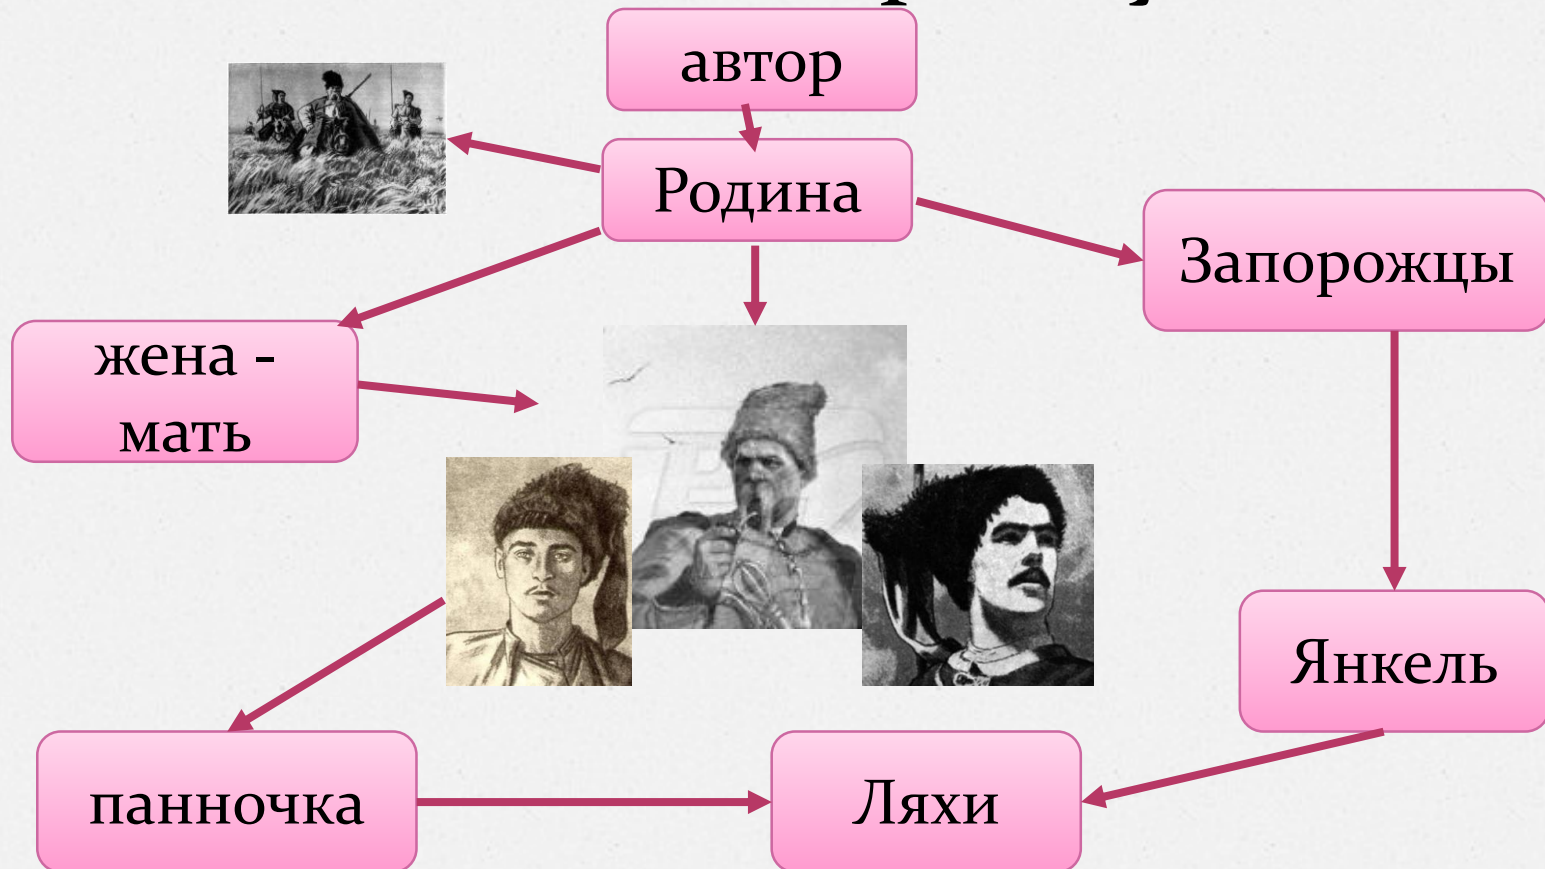 автор
Родина
Запорожцы
жена -
мать
Янкель
панночка
Ляхи